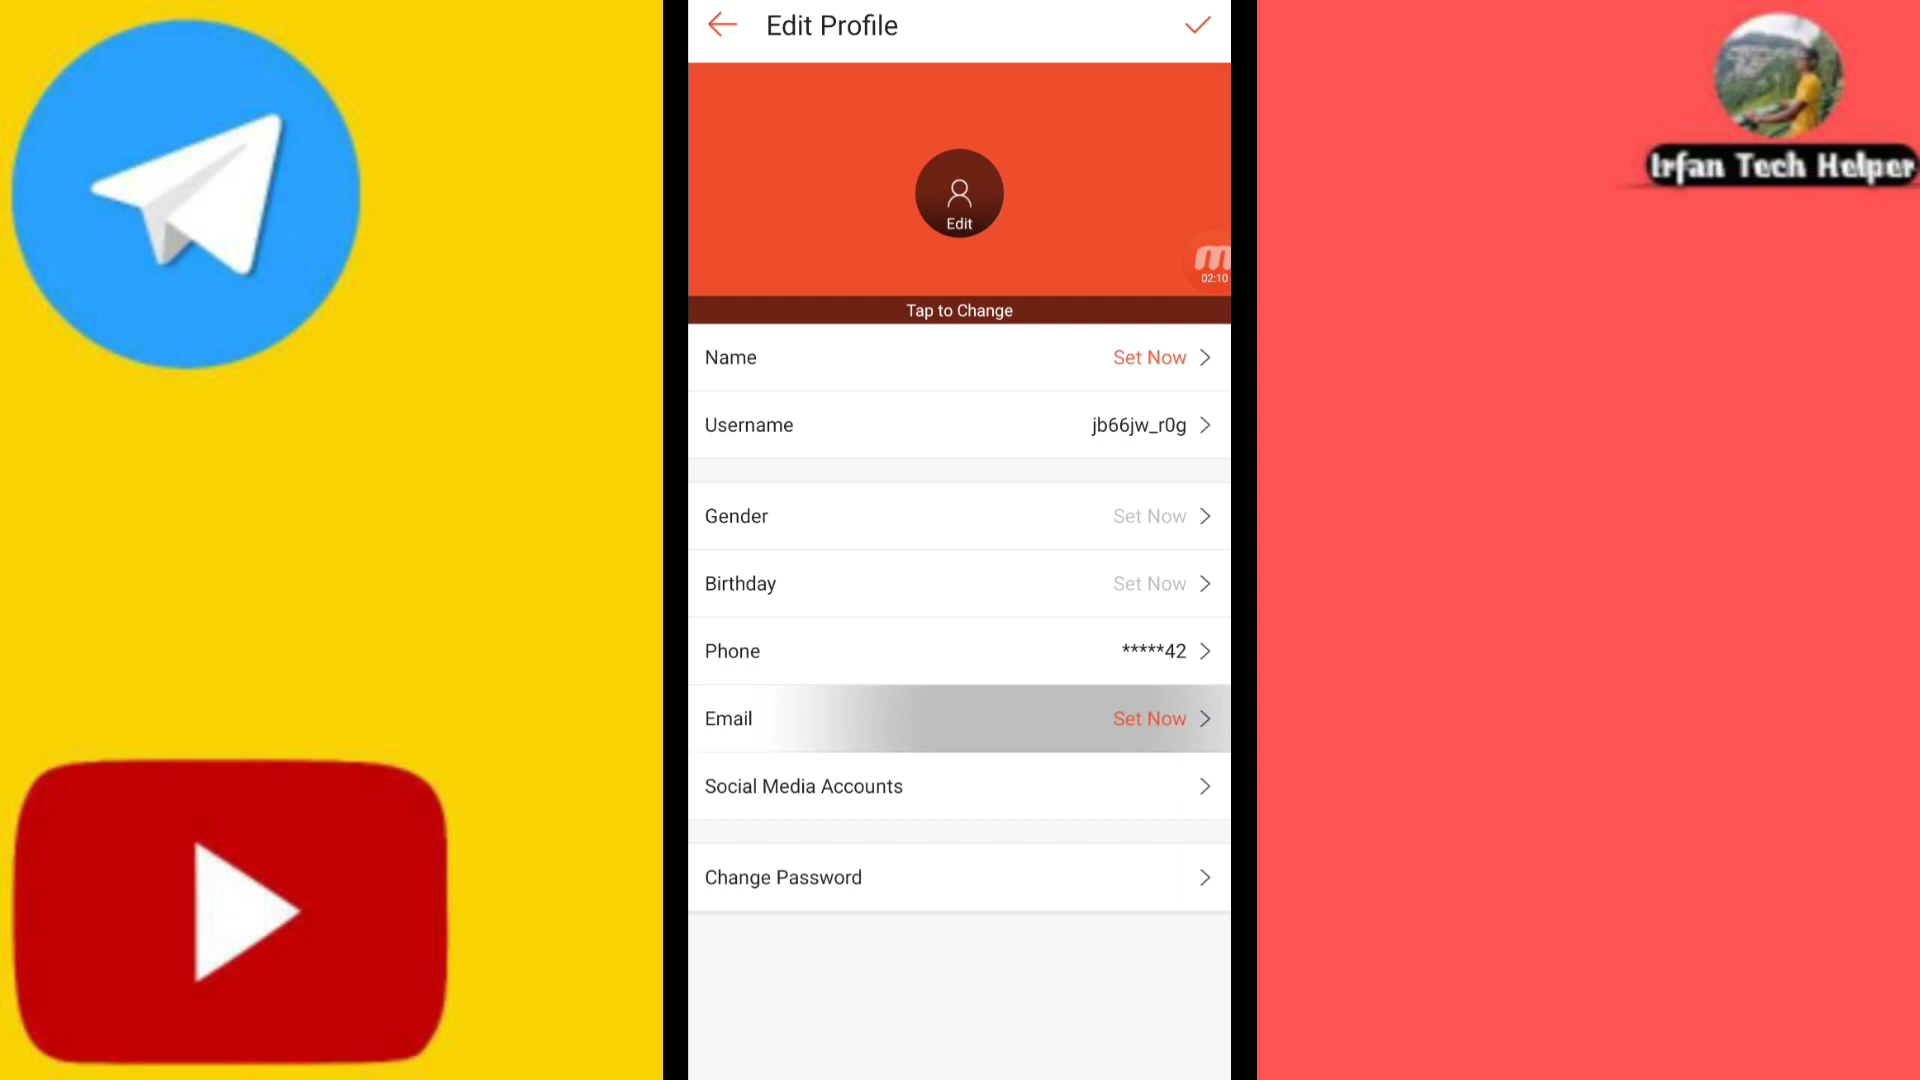 Edit Profile
Irfan Tech Helper
Edit
m
02:10
Tap to Change
Name Set Now
Username jb66jw_r0g
Gender Set Now
Birthday Set Now
Phone *****42
Email Set Now
Social Media Accounts
Change Password